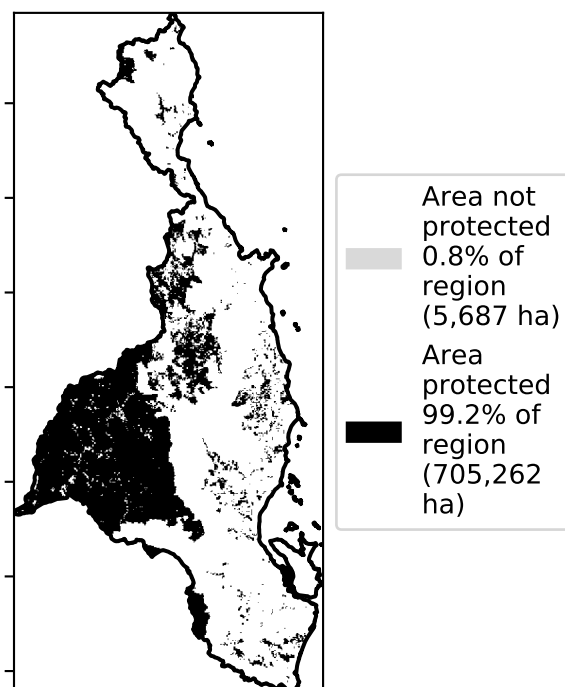 Area not
protected
0.8% of
region
(5,687 ha)
Area
protected
99.2% of
region
(705,262
ha)